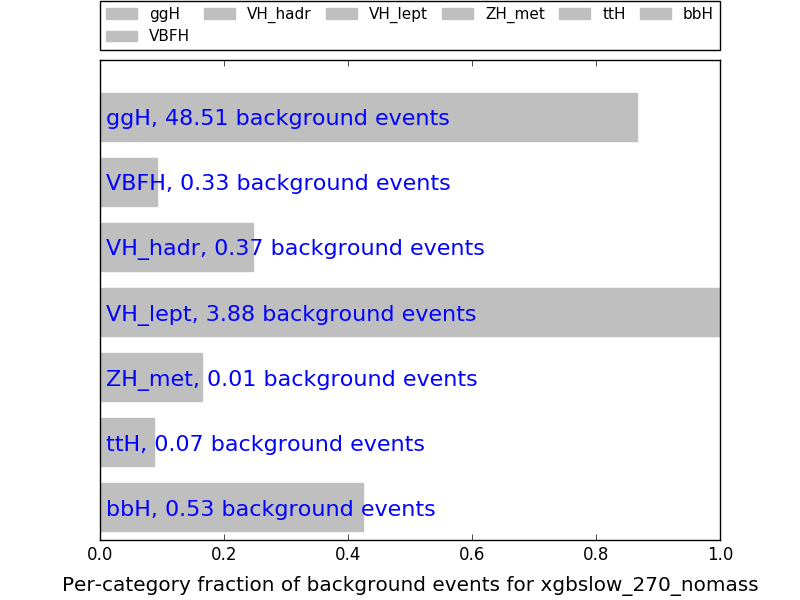 ggH VH_hadr VH_lept ZH_met ttH bbH
VBFH
ggH, 48.51 background events
VBFH, 0.33 background events
VH_hadr, 0.37 background events
VH_lept, 3.88 background events
ZH_met, 0.01 background events
ttH, 0.07 background events
bbH, 0.53 background events
0.0 0.2 0.4 0.6 0.8 1.0
Per-category fraction of background events for xgbslow_270_nomass